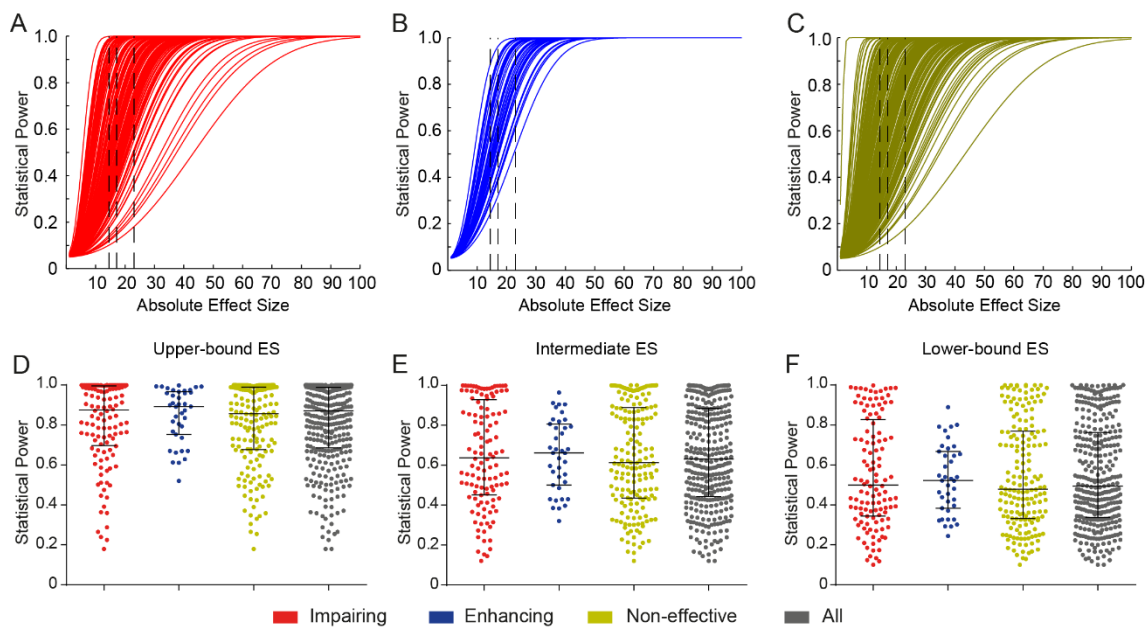 A
B
C
1.0
0.8
0.6
0.4
0.2
0
Statistical Power
10 20 30 40 50 60 70 80 90 100
Absolute Effect Size
1.0
0.8
0.6
0.4
0.2
0
Statistical Power
10 20 30 40 50 60 70 80 90 100
Absolute Effect Size
1.0
0.8
0.6
0.4
0.2
0
Statistical Power
10 20 30 40 50 60 70 80 90 100
Absolute Effect Size
D
Upper-bound ES
1.0
0.8
0.6
0.4
0.2
0
Statistical Power
E
Intermediate ES
1.0
0.8
0.6
0.4
0.2
0
Statistical Power
F
Lower-bound ES
1.0
0.8
0.6
0.4
0.2
0
Statistical Power
Impairing
Enhancing
Non-effective
All